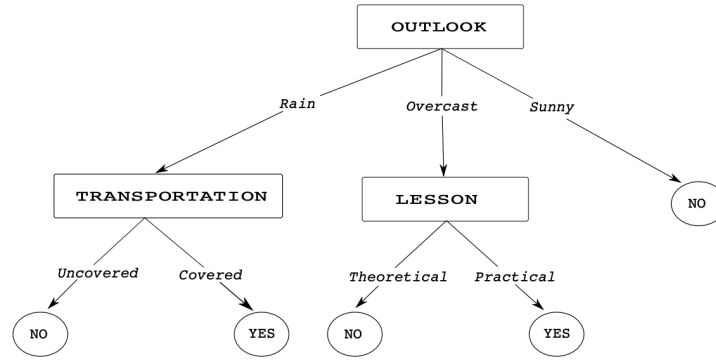 OUTLOOK
Rain
Overcast
Sunny
TRANSPORTATION
LESSON
NO
Uncovered
Covered
Theoretical
Practical
NO
YES
NO
YES